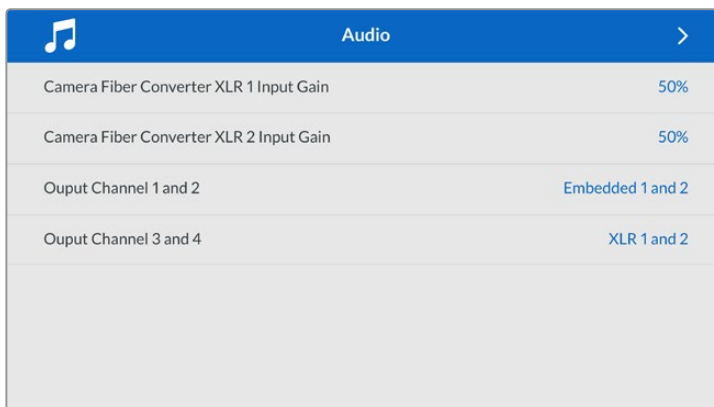 Audio
Camera Fiber Converter XLR 1 Input Gain 50%
Camera Fiber Converter XLR 2 Input Gain 50%
Ouput Channel 1 and 2 Embedded 1 and 2
Ouput Channel 3 and 4 XLR 1 and 2